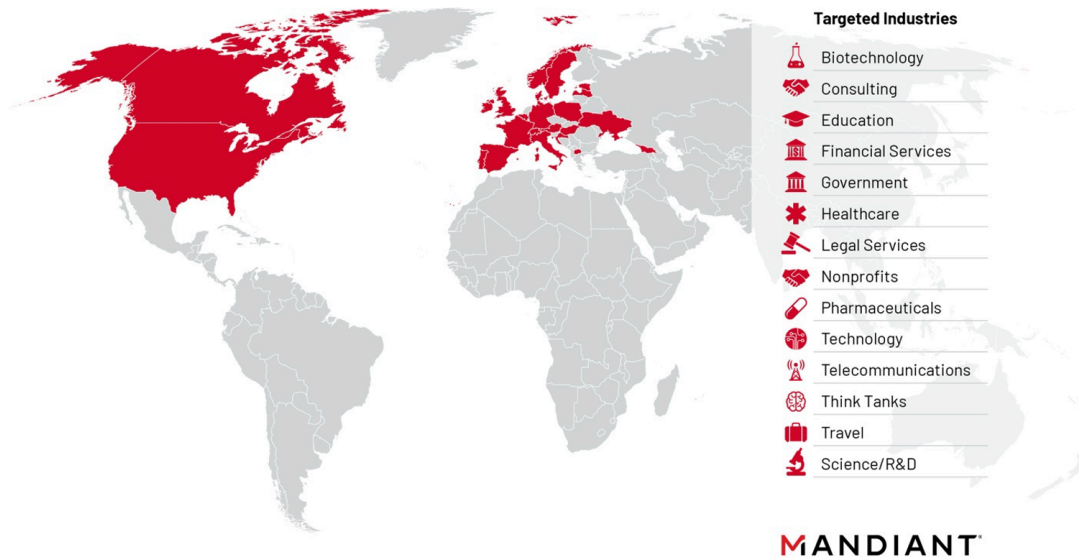 Targeted Industries
Biotechnology
Consulting
Education
Financial Services
Government
Healthcare
Legal Services
Nonprofits
Pharmaceuticals
Technology
Telecommunications
Think Tanks
Travel
Science/R&D
MANDIANT